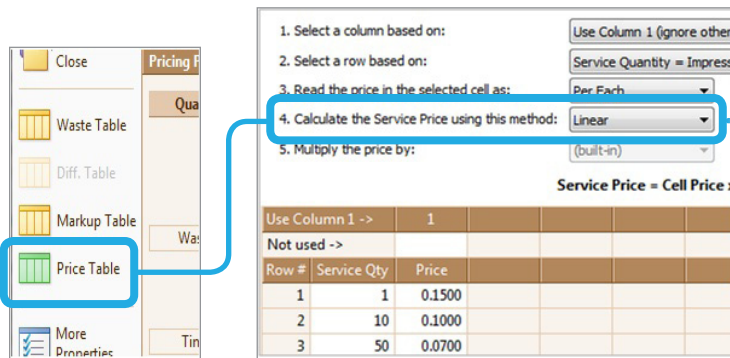 Close
Pricing F
Qua
Waste Table
Diff. Table
Markup Table
Was
Price Table
More
Properties
Tin
1. Select a column based on:
Use Column 1 (ignore other
2. Select a row based on:
Service Quantity = Impress
3. Read the price in the selected cell as:
Per Each
4. Calculate the Service Price using this method:
Linear
5. Multiply the price by:
(built-in)
Service Price = Cell Price x
Use Column 1 -> 1
Not used ->
Row # Service Qty Price
1 1 0.1500
2 10 0.1000
3 50 0.0700